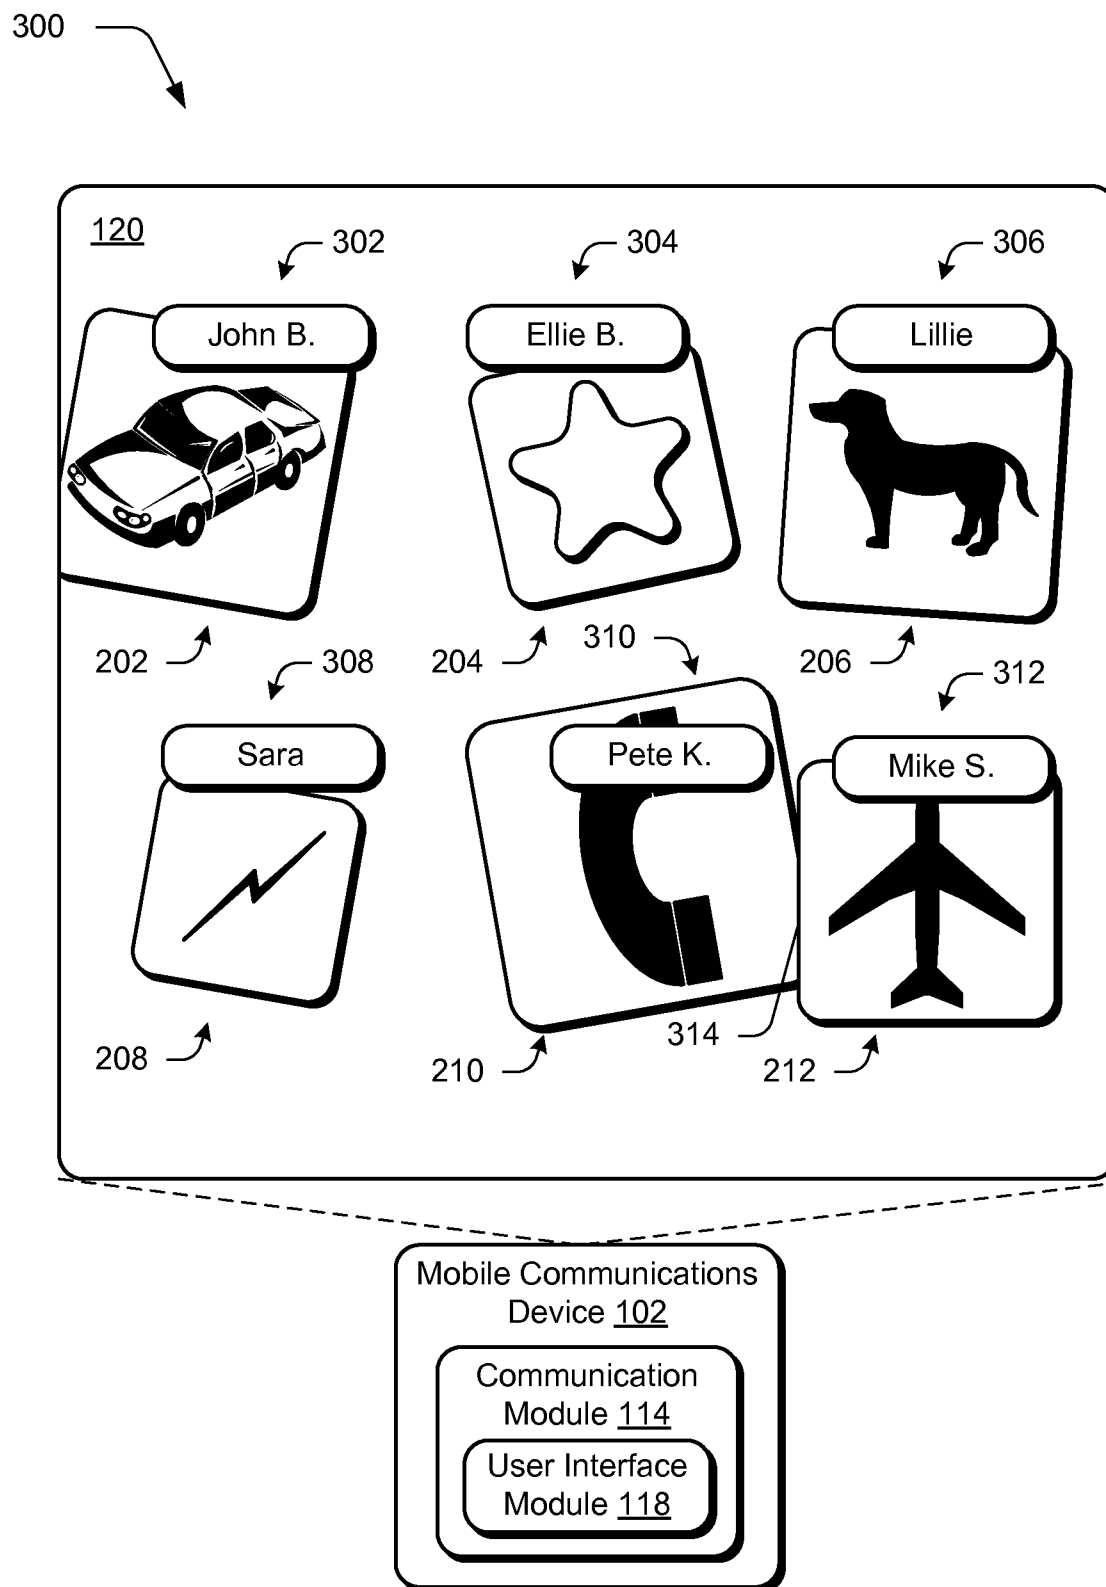 300
120
302
304
306
John B.
Ellie B.
Lillie
202
204
206
308
310
312
Sara
Pete K.
Mike S.
208
210
314
212
Mobile Communications
Device 102
Communication
Module 114
User Interface
Module 118